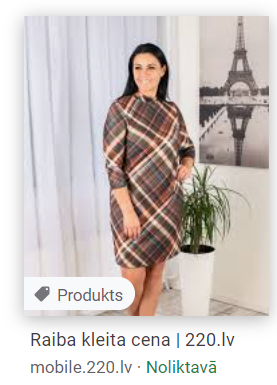 Produkts
Raiba kleita cena | 220.lv
mobile.220.lv · Noliktavā